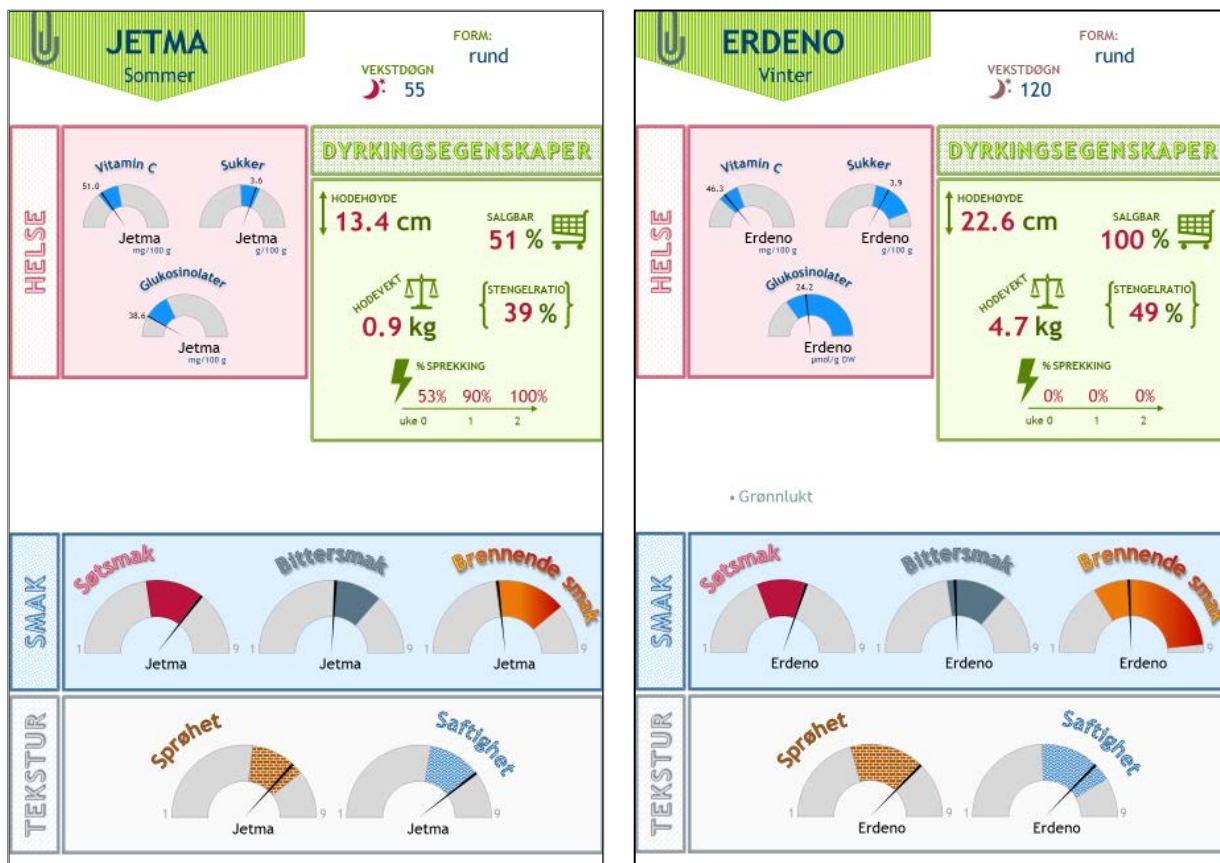 JETMA
Sommer
FORM:
rund
VEKSTDØGN
55
HELSE
Vitamin C
51.0
Jetma
mg/100 g
Sukker
3.6
Jetma
g/100 g
Glukosinolater
38.6
Jetma
mg/100 g
DYRKINGSEGENSKAPER
HODEHØYDE
13.4 cm
SALGBAR
51 %
HODEVEKT
0.9 kg
{STENGELRATIO}
39 %
% SPREKKING
53% 90% 100%
uke 0 1 2
SMAK
Søtsmak
1
Jetma
Bittersmak
Jetma
Brennende smak
9
Jetma
TEKSTUR
Sprøhet
1 9
Jetma
Saftighet
1 9
Jetma
ERDENO
Vinter
FORM:
rund
VEKSTDØGN
120
HELSE
Vitamin C
46.3
Erdeno
mg/100 g
Sukker
3.9
Erdeno
g/100 g
Glukosinolater
24.2
Erdeno
µmol/g DW
DYRKINGSEGENSKAPER
HODEHØYDE
22.6 cm
SALGBAR
100 %
HODEVEKT
4.7 kg
{STENGELRATIO}
49 %
% SPREKKING
0% 0% 0%
uke 0 1 2
• Grønnlukt
SMAK
Søtsmak
1
Erdeno
Bittersmak
Erdeno
Brennende smak
9
Erdeno
TEKSTUR
Sprøhet
1 9
Erdeno
Saftighet
1 9
Erdeno